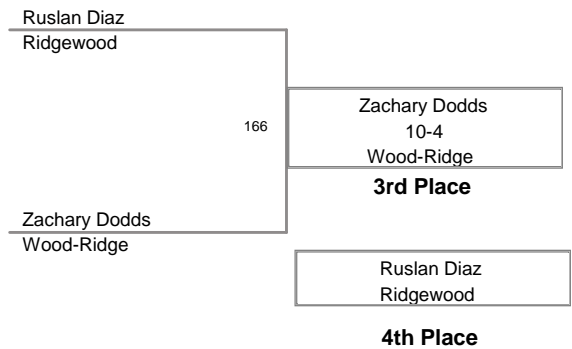 Ruslan Diaz
Ridgewood
166
Zachary Dodds
10-4
Wood-Ridge
3rd Place
Zachary Dodds
Wood-Ridge
Ruslan Diaz
Ridgewood
4th Place